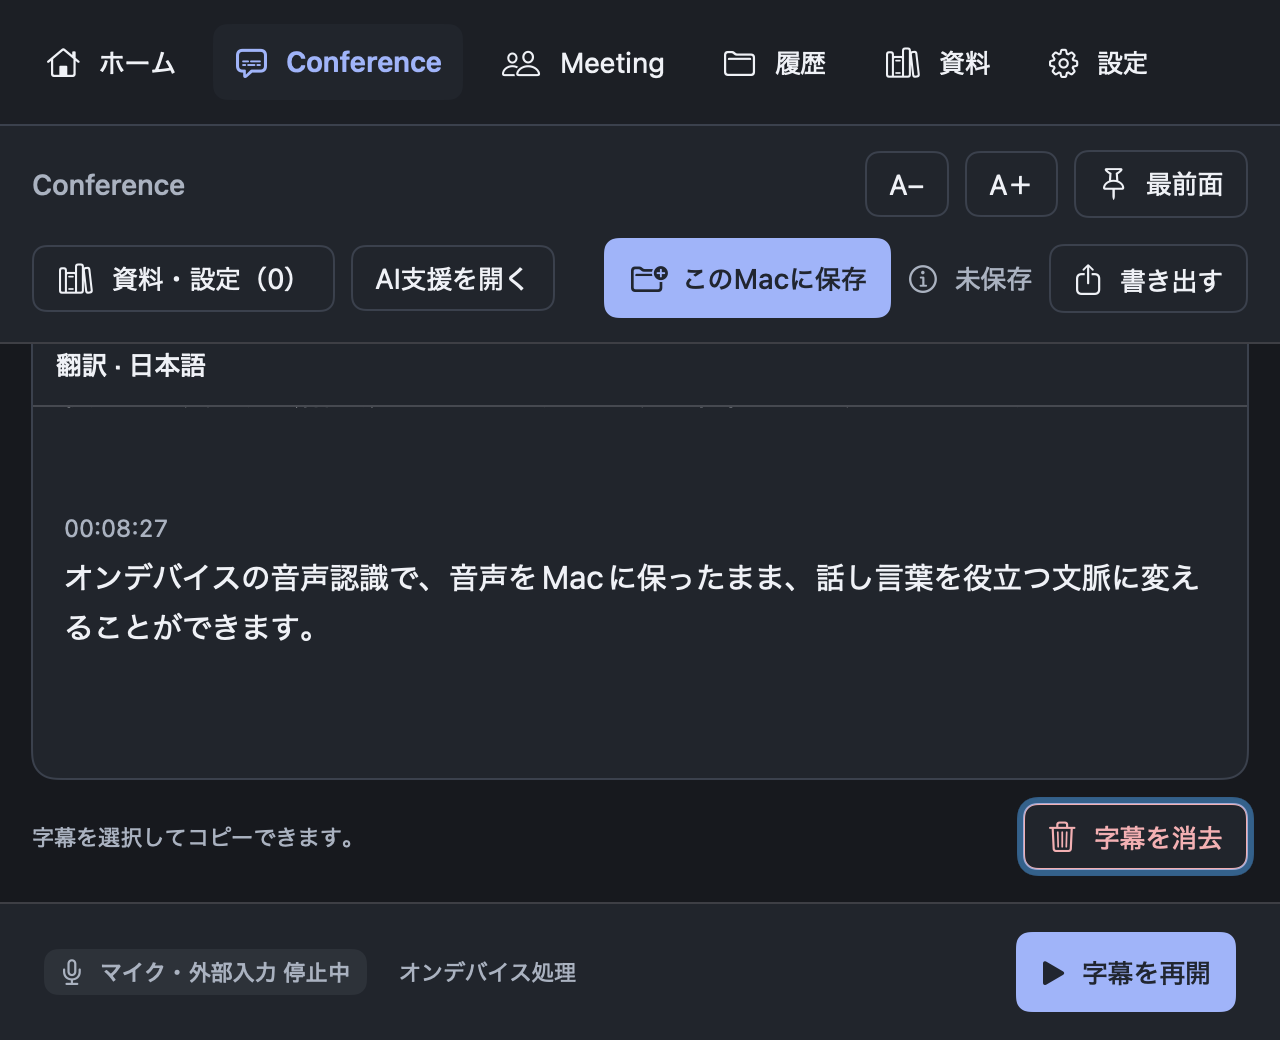 ホーム Conference Meeting 履歴 資料 設定
Conference A− A+ 最前面
資料・設定（0） AI支援を開く このMacに保存 未保存 書き出す
翻訳 · 日本語
00:08:27
オンデバイスの音声認識で、音声をMacに保ったまま、話し言葉を役立つ文脈に変え
ることができます。
字幕を選択してコピーできます。 字幕を消去
マイク・外部入力 停止中 オンデバイス処理 字幕を再開